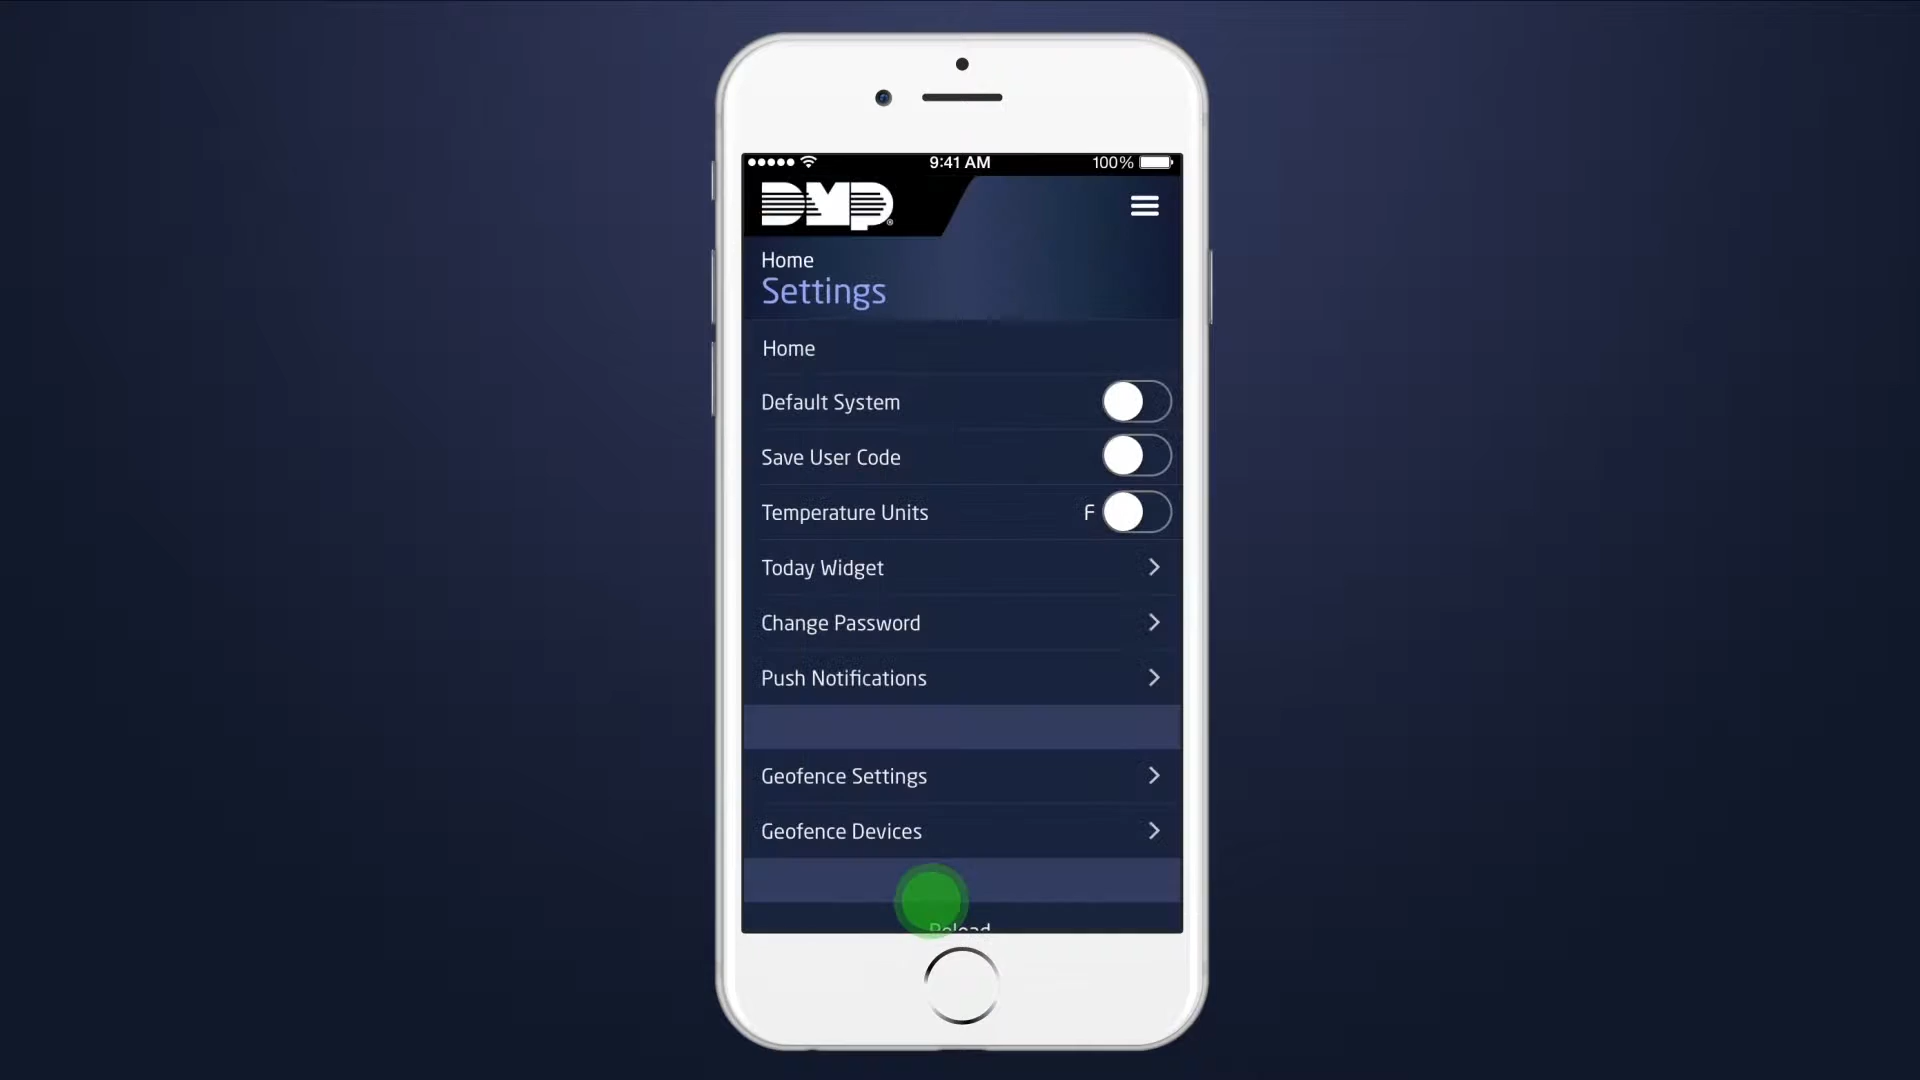 9:41 AM
100%
DMP®
Home
Settings
Home
Default System
Save User Code
Temperature Units F
Today Widget
Change Password
Push Notifications
Geofence Settings
Geofence Devices
Reload